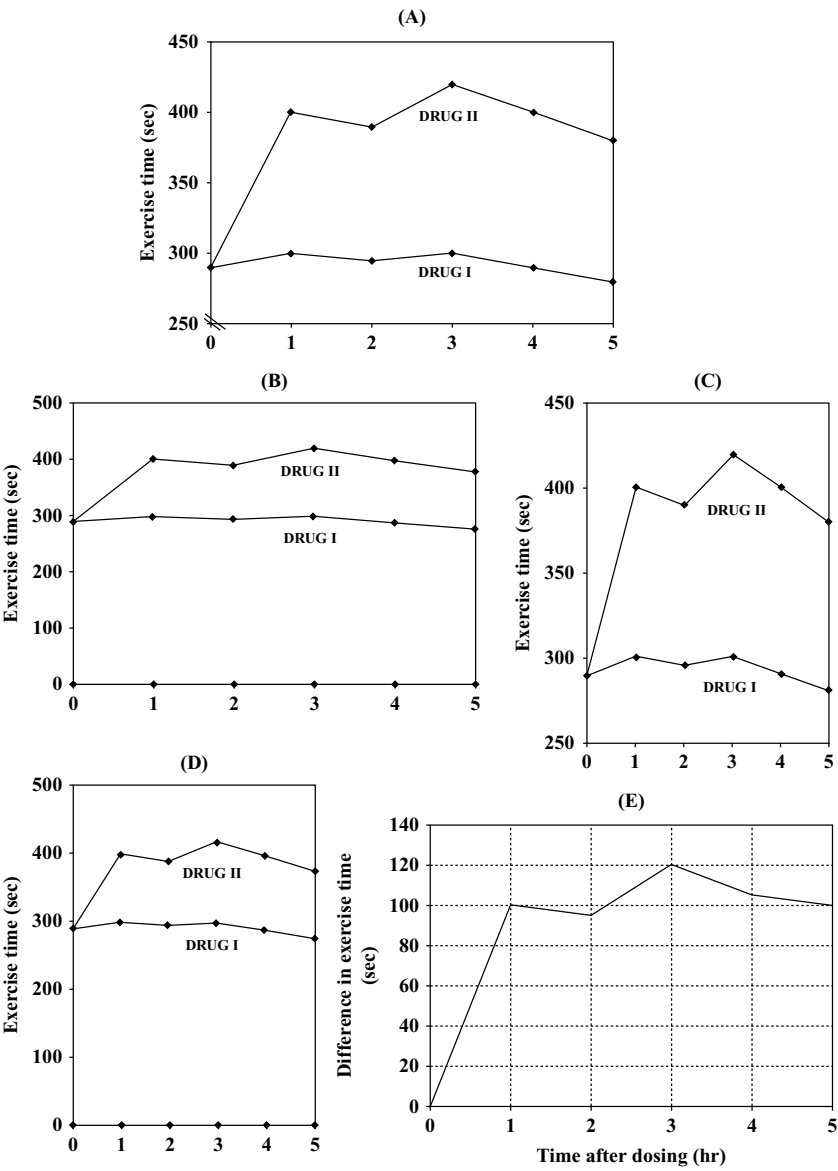 (A)
Exercise time (sec)
450
400
350
300
250
DRUG II
DRUG I
0 1 2 3 4 5
(B)
Exercise time (sec)
500
400
300
200
100
0
DRUG II
DRUG I
0 1 2 3 4 5
(C)
Exercise time (sec)
450
400
350
300
250
DRUG II
DRUG I
0 1 2 3 4 5
(D)
Exercise time (sec)
500
400
300
200
100
0
DRUG II
DRUG I
0 1 2 3 4 5
(E)
Difference in exercise time
(sec)
140
120
100
80
60
40
20
0
0 1 2 3 4 5
Time after dosing (hr)